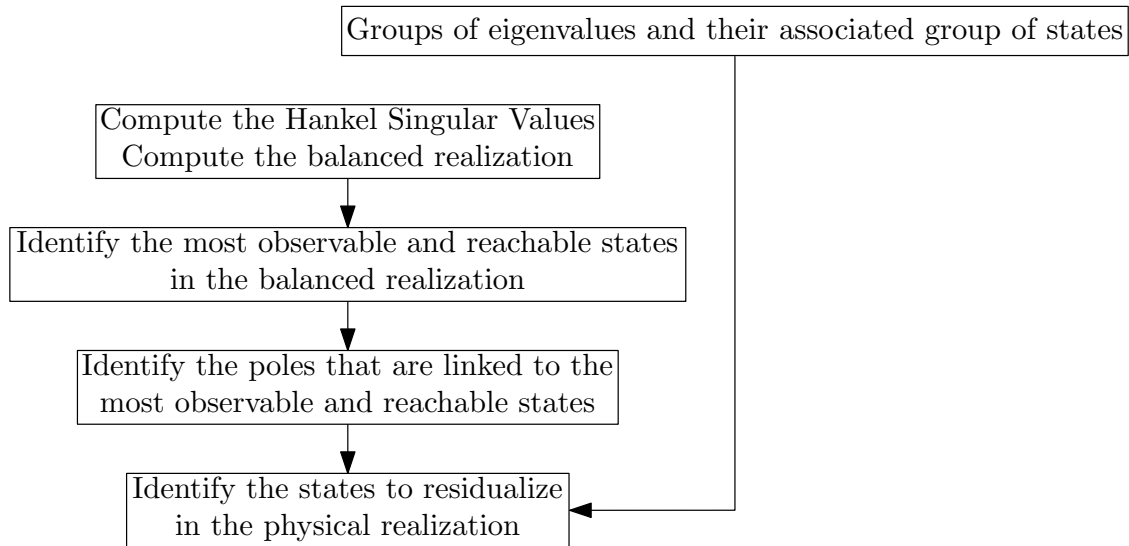 Groups of eigenvalues and their associated group of states
Compute the Hankel Singular Values
Compute the balanced realization
Identify the most observable and reachable states
in the balanced realization
Identify the poles that are linked to the
most observable and reachable states
Identify the states to residualize
in the physical realization